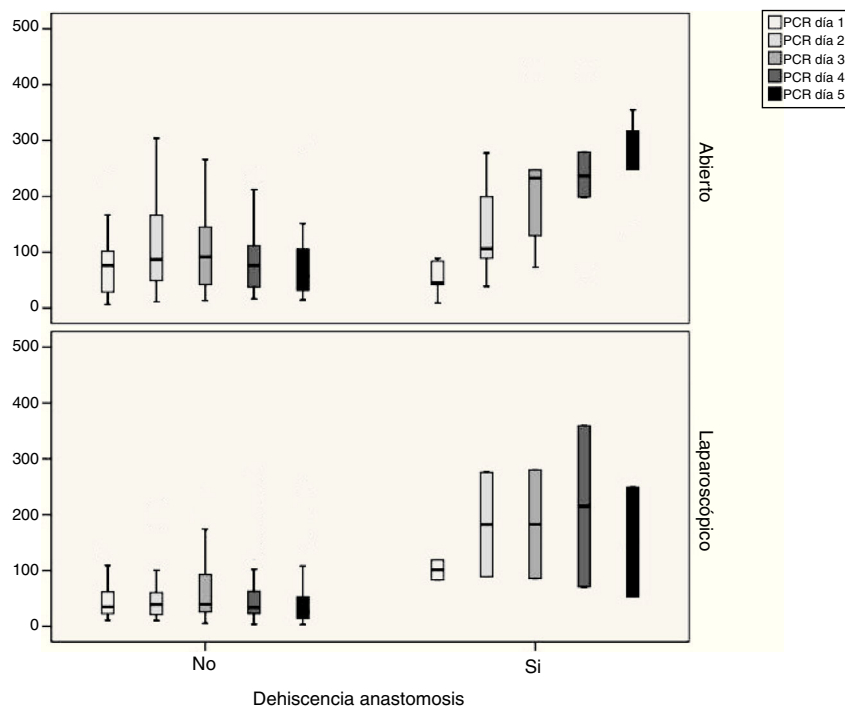 500
400
300
200
100
0
Abierto
PCR día 1
PCR día 2
PCR día 3
PCR día 4
PCR día 5
500
400
300
200
100
0
Laparoscópico
No
Si
Dehiscencia anastomosis